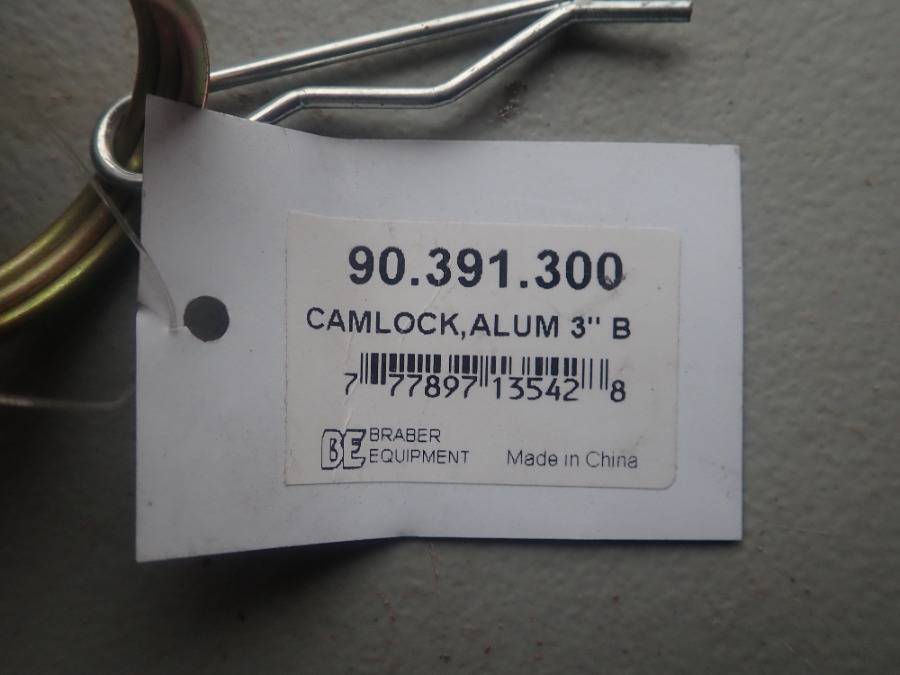 90.391.300
CAMLOCK,ALUM 3" B
7 77897 13542 8
BE BRABER
EQUIPMENT
Made in China